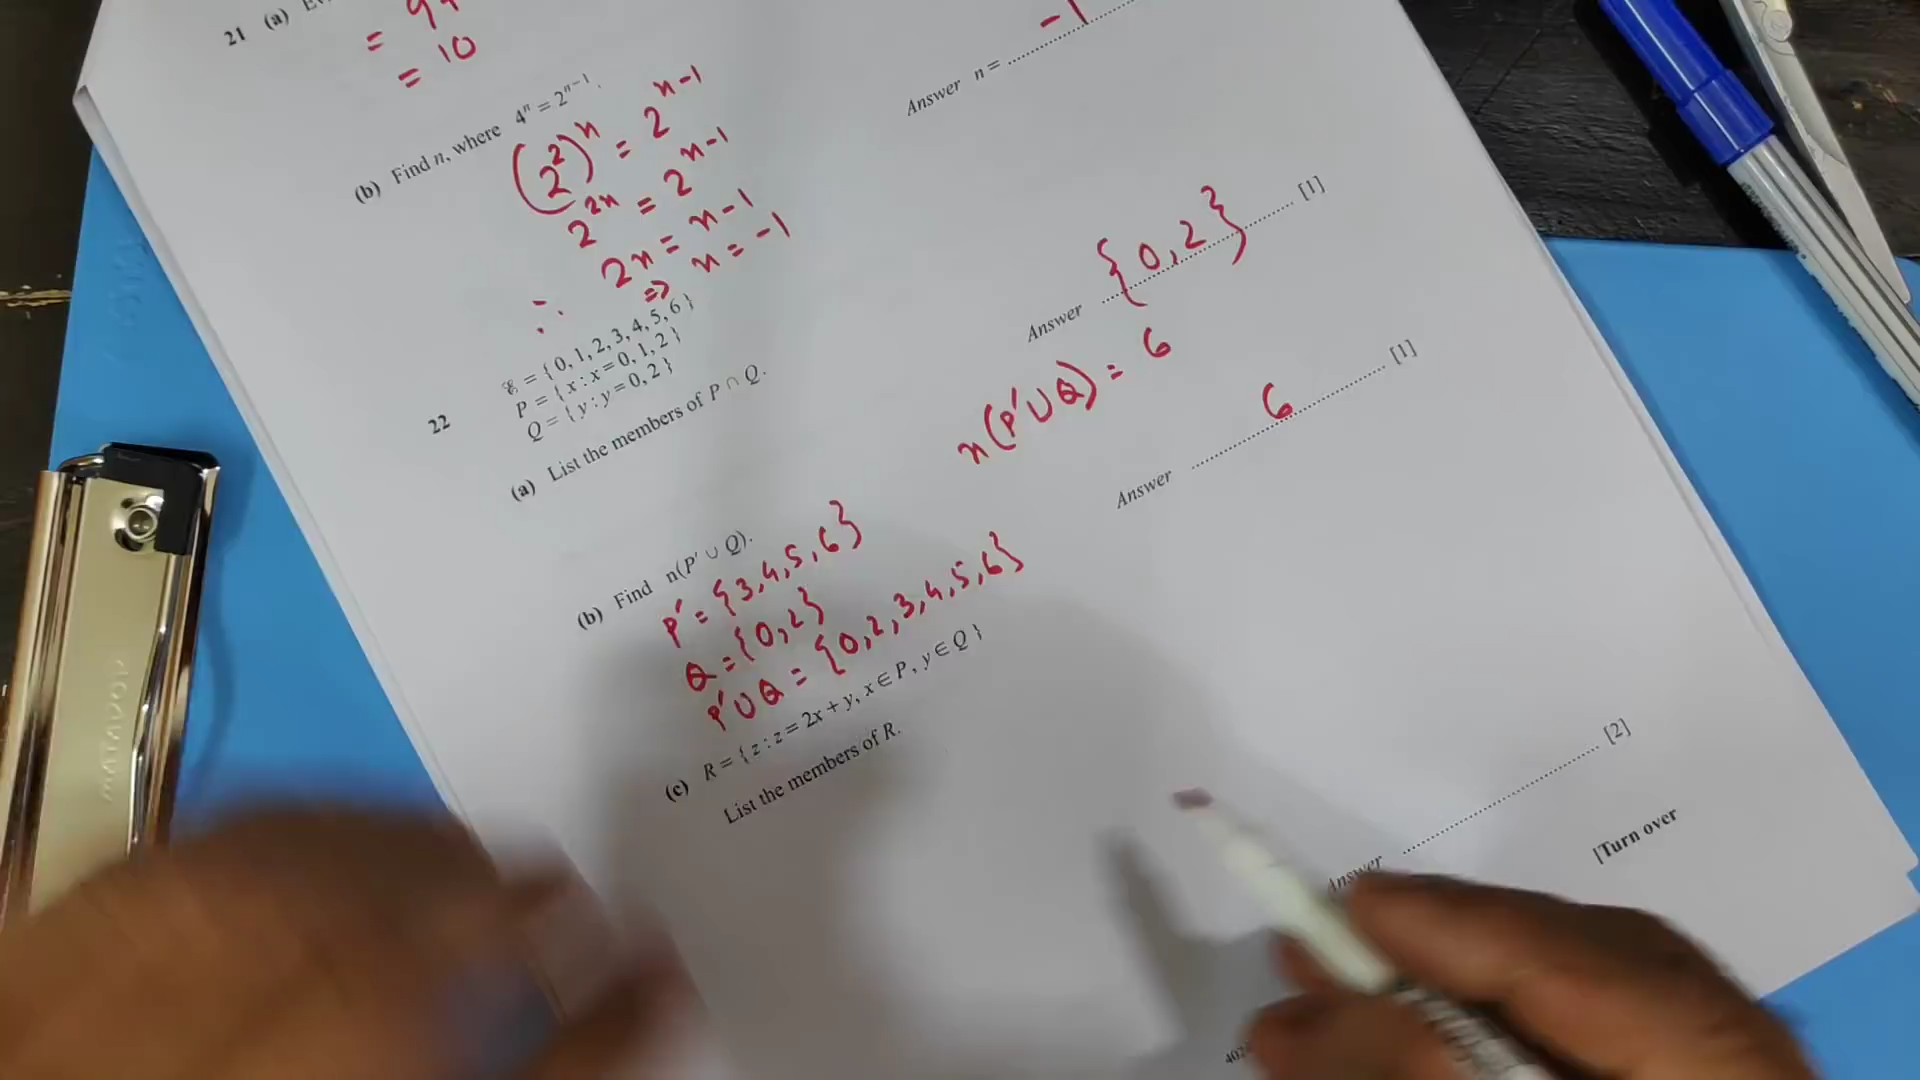 21 (a)
= 10
(b) Find n, where 4ⁿ = 2ⁿ⁻¹.
(2²)ⁿ = 2ⁿ⁻¹
2²ⁿ = 2ⁿ⁻¹
∴ 2n = n-1
⇒ n = -1
Answer n = -1
22 ℰ = { 0, 1, 2, 3, 4, 5, 6 }
P = { x : x = 0, 1, 2 }
Q = { y : y = 0, 2 }
(a) List the members of P ∩ Q.
Answer {0, 2} [1]
(b) Find n(P′ ∪ Q).
P′ = {3, 4, 5, 6}
Q = {0, 2}
P′∪Q = {0, 2, 3, 4, 5, 6}
n(P′∪Q) = 6
Answer 6 [1]
(c) R = { z : z = 2x + y, x ∈ P, y ∈ Q }
List the members of R.
Answer [2]
[Turn over
MATADOR